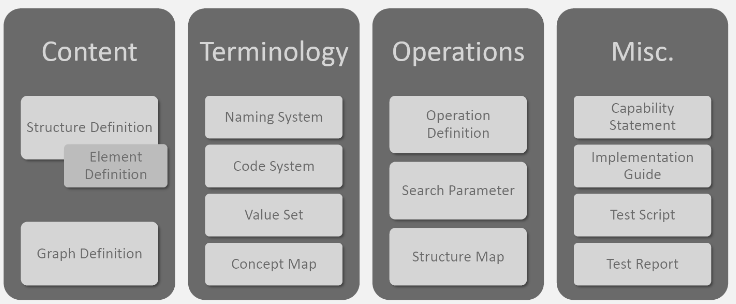 Content
Structure Definition
Element
Definition
Graph Definition
Terminology
Naming System
Code System
Value Set
Concept Map
Operations
Operation
Definition
Search Parameter
Structure Map
Misc.
Capability
Statement
Implementation
Guide
Test Script
Test Report